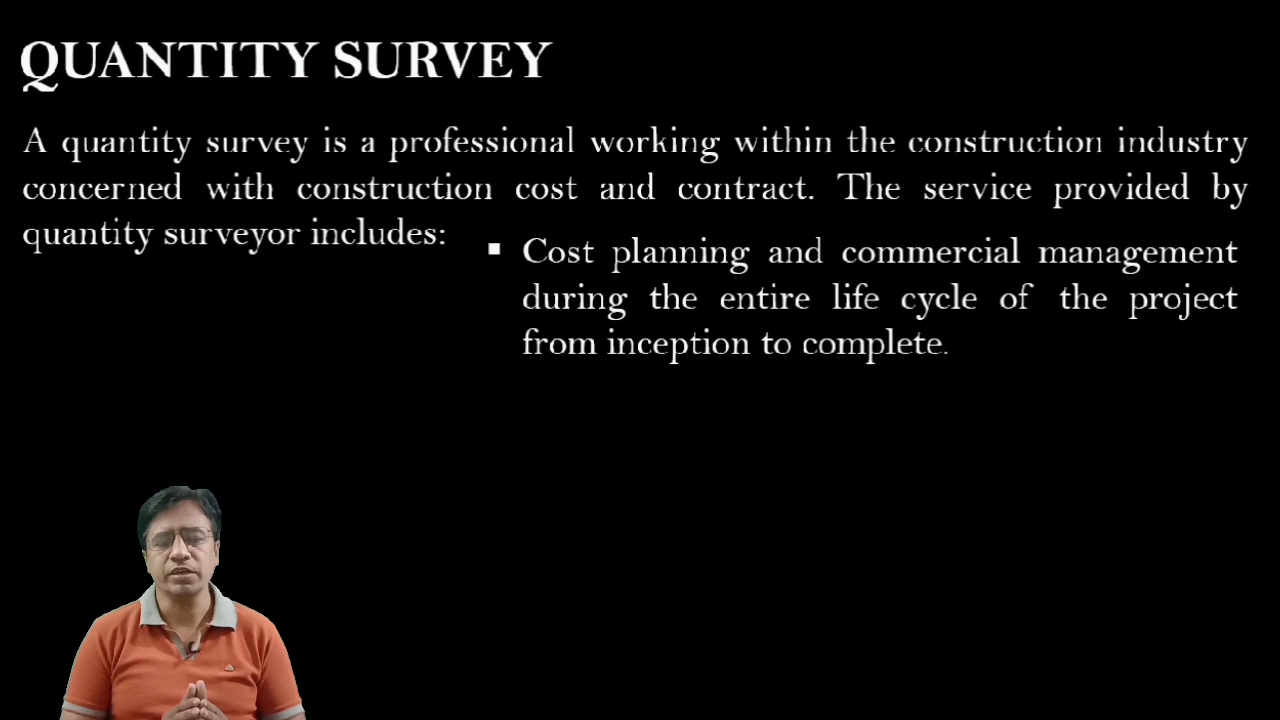 QUANTITY SURVEY
A quantity survey is a professional working within the construction industry
concerned with construction cost and contract. The service provided by
quantity surveyor includes:
▪ Cost planning and commercial management
during the entire life cycle of the project
from inception to complete.